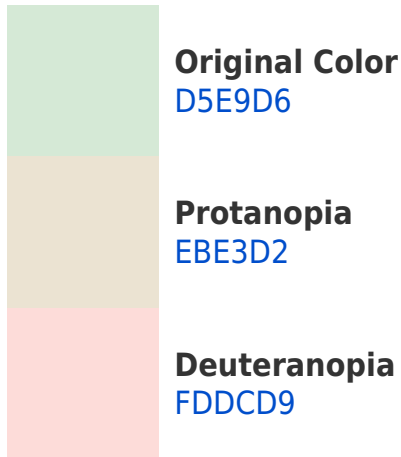 Original Color
D5E9D6
Protanopia
EBE3D2
Deuteranopia
FDDCD9